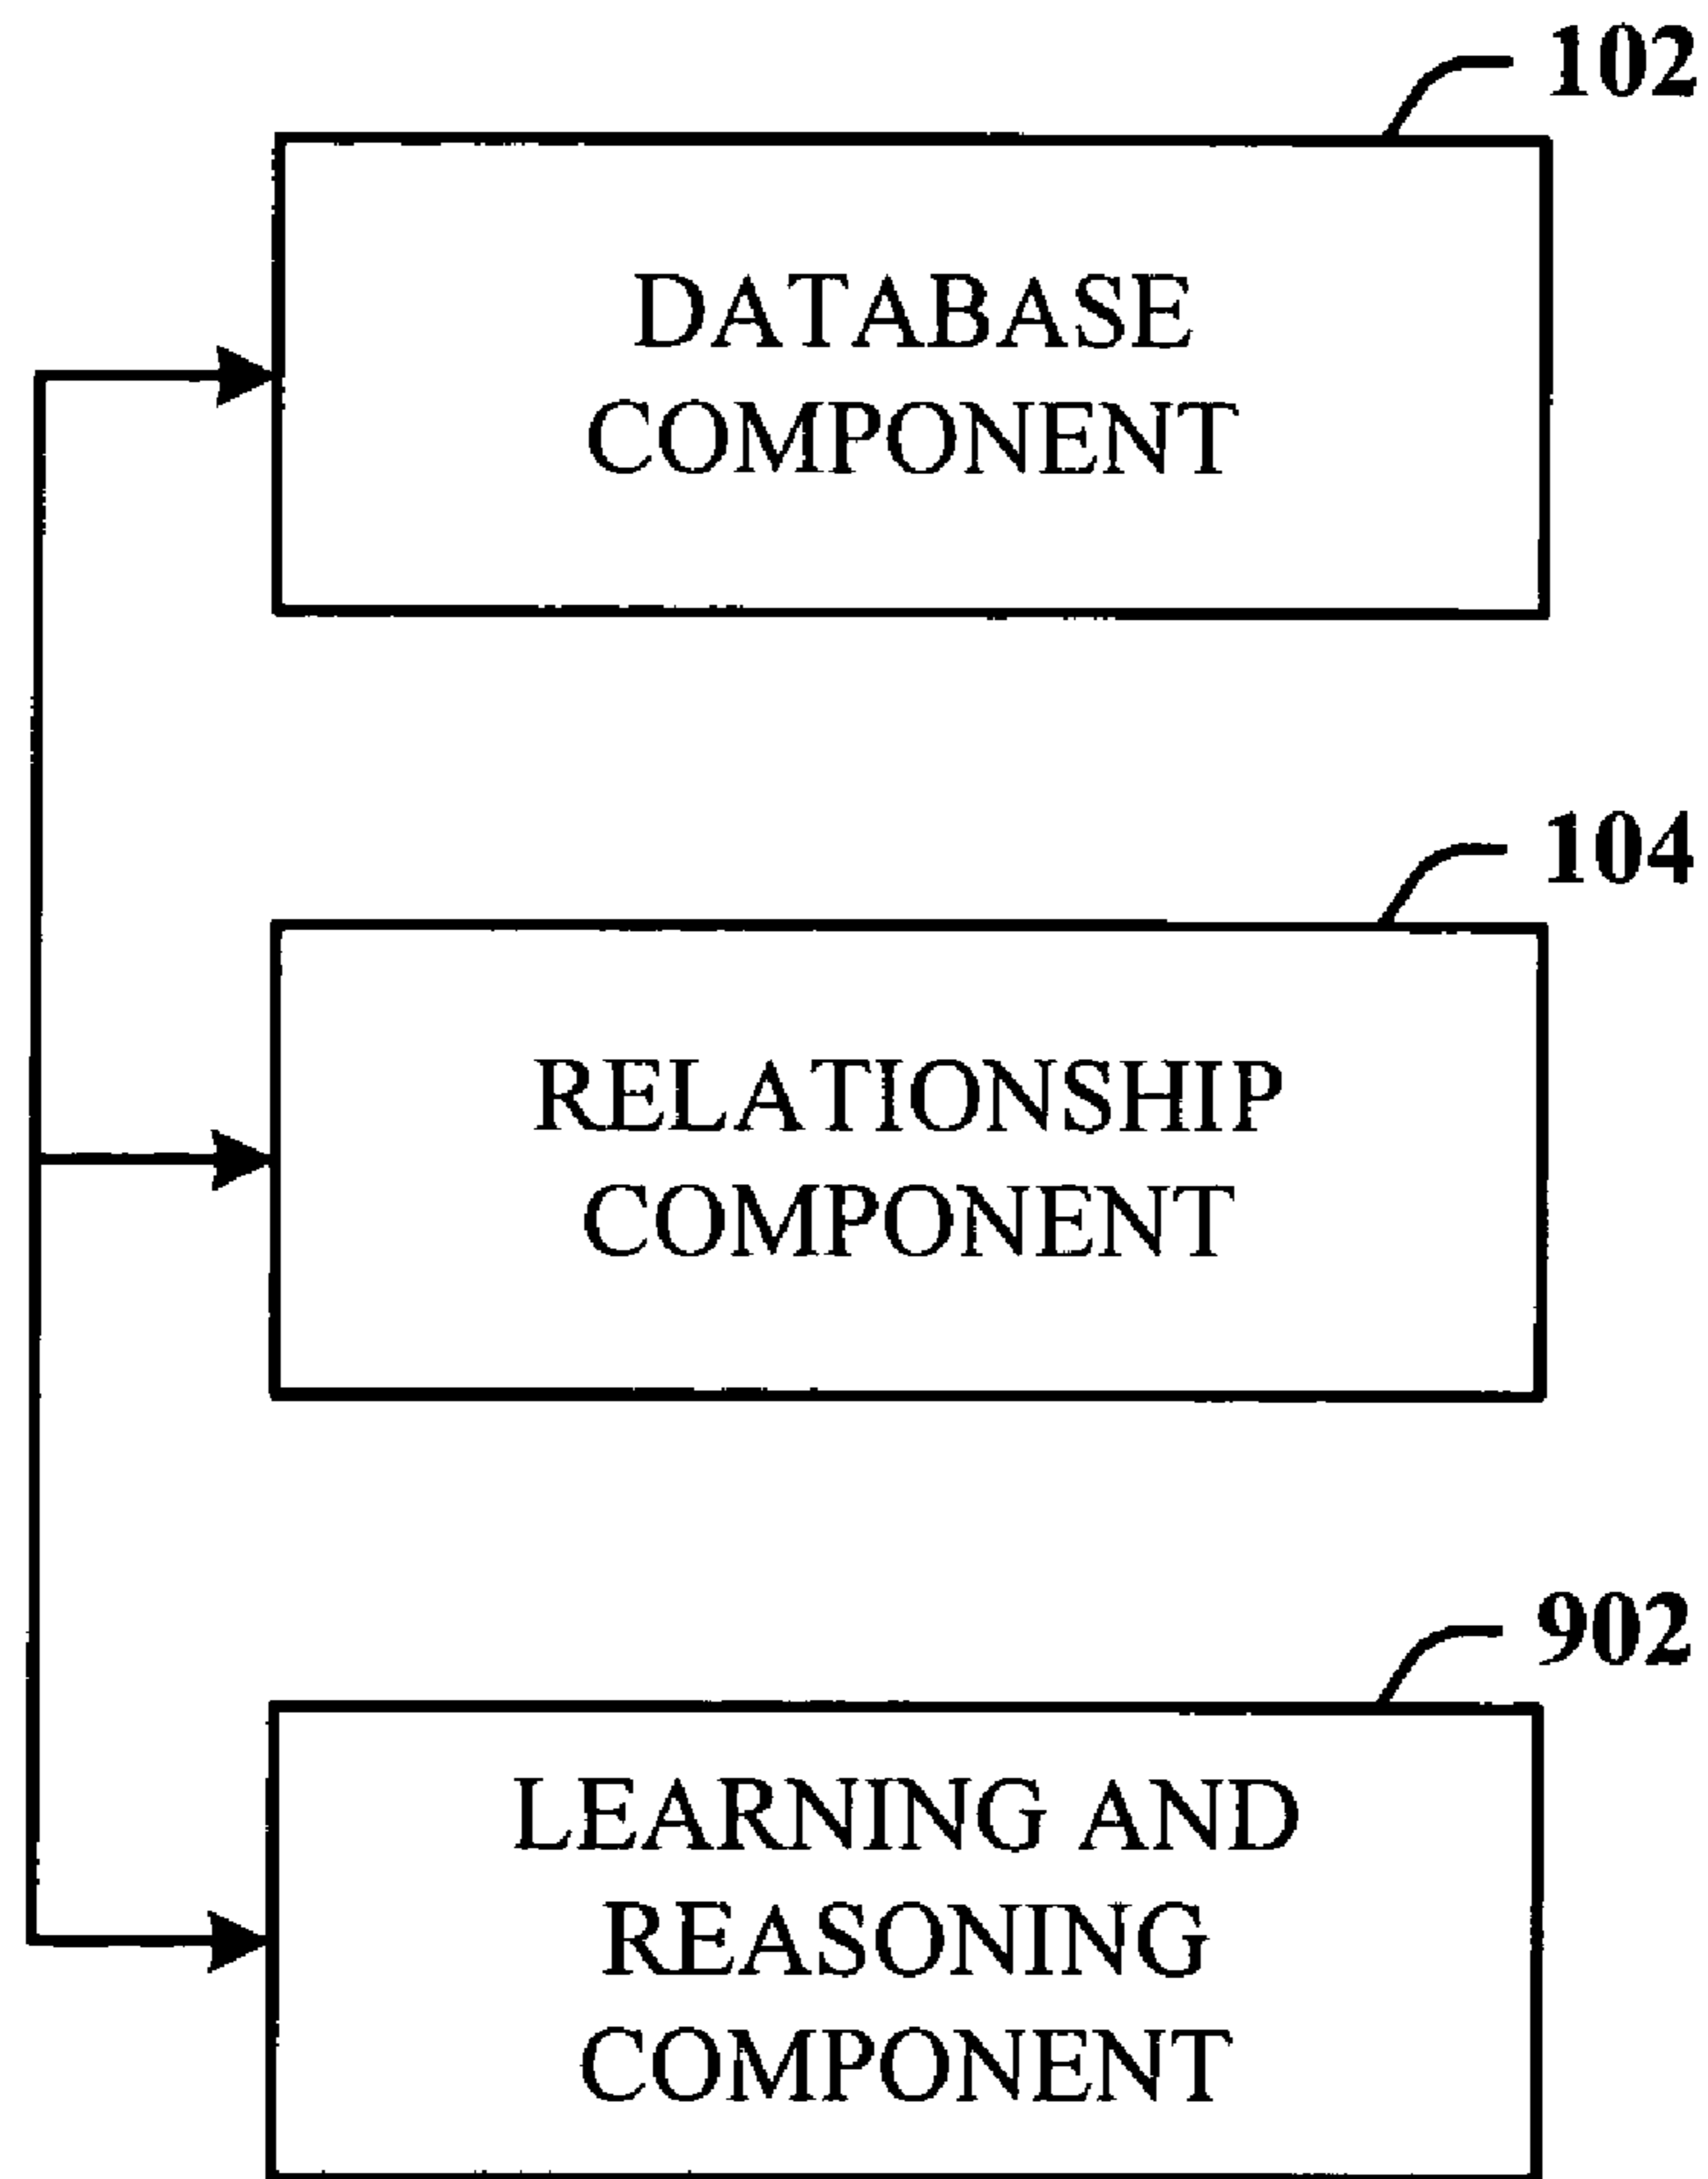 102
DATABASE
COMPONENT
104
RELATIONSHIP
COMPONENT
902
LEARNING AND
REASONING
COMPONENT